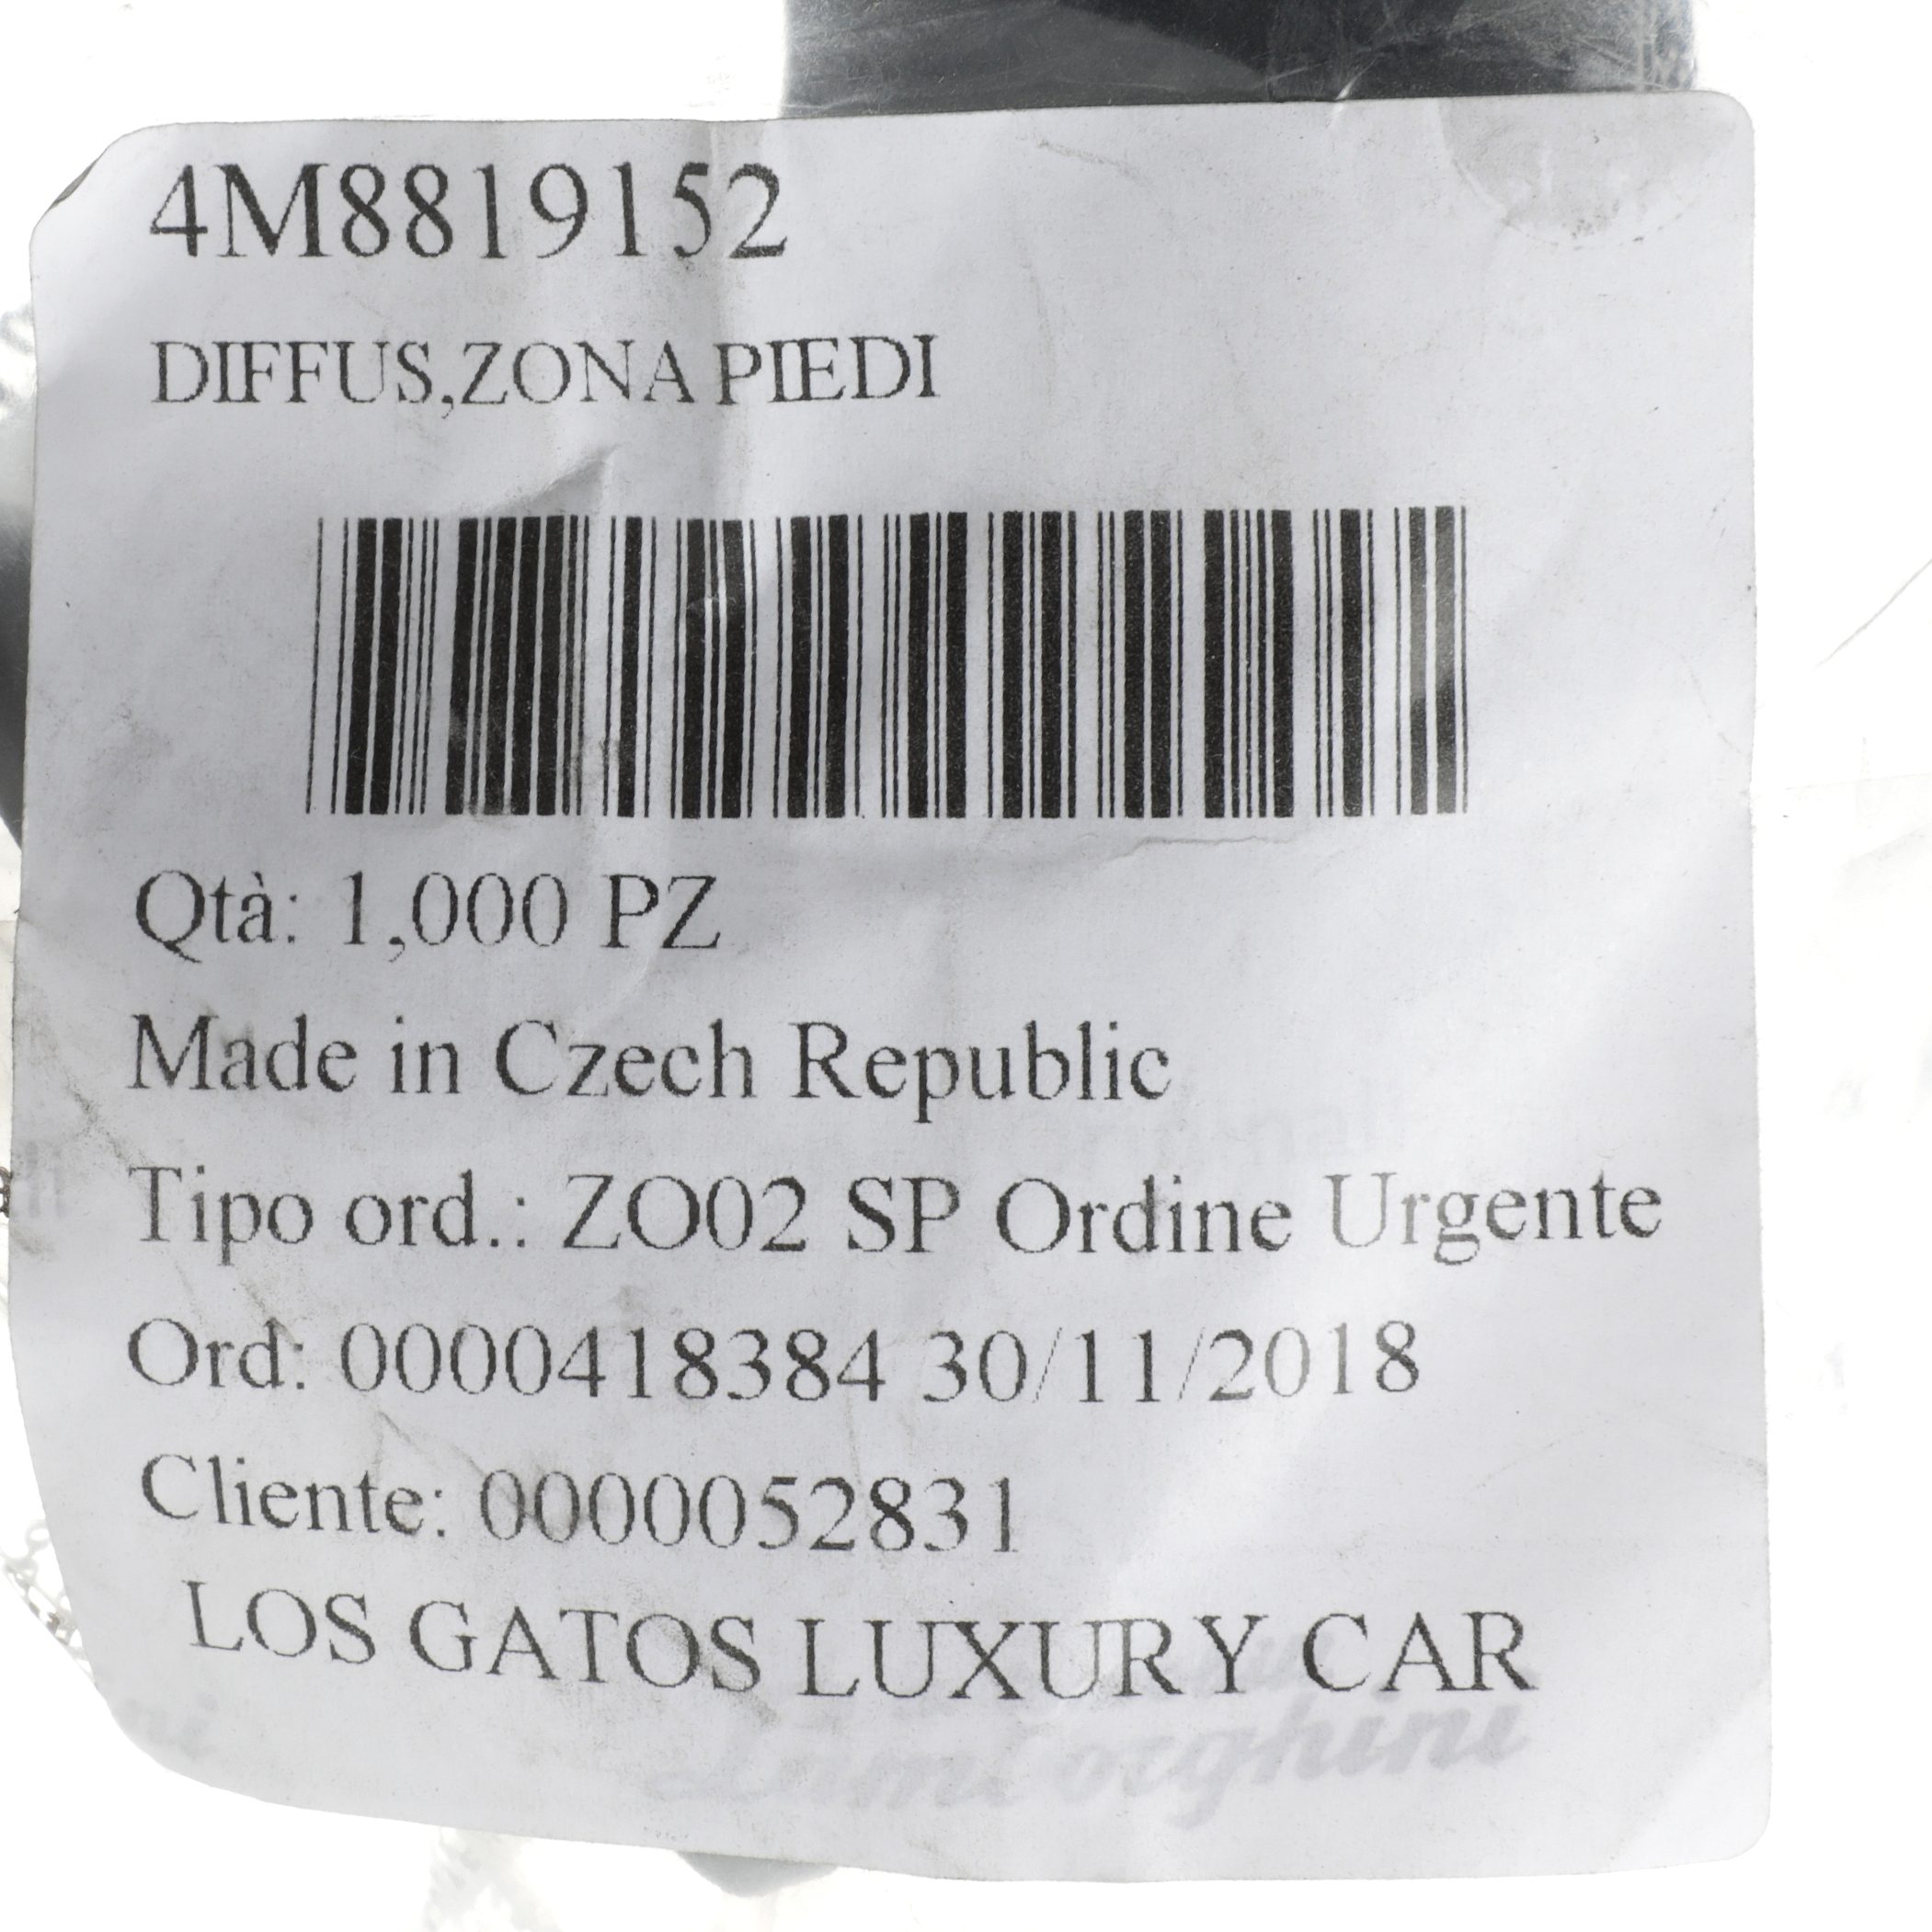 4M8819152
DIFFUS,ZONA PIEDI
Qtà: 1,000 PZ
Made in Czech Republic
Tipo ord.: ZO02 SP Ordine Urgente
Ord: 0000418384 30/11/2018
Cliente: 0000052831
LOS GATOS LUXURY CAR
Lamborghini